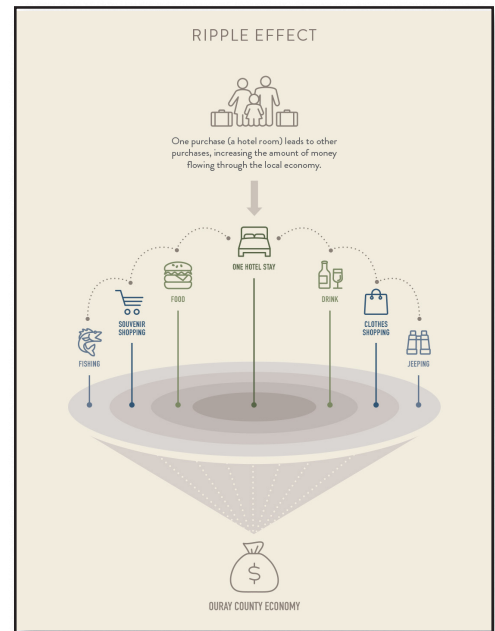 RIPPLE EFFECT
One purchase (a hotel room) leads to other
purchases, increasing the amount of money
flowing through the local economy.
ONE HOTEL STAY
FOOD
DRINK
SOUVENIR
SHOPPING
CLOTHES
SHOPPING
FISHING
JEEPING
$
OURAY COUNTY ECONOMY